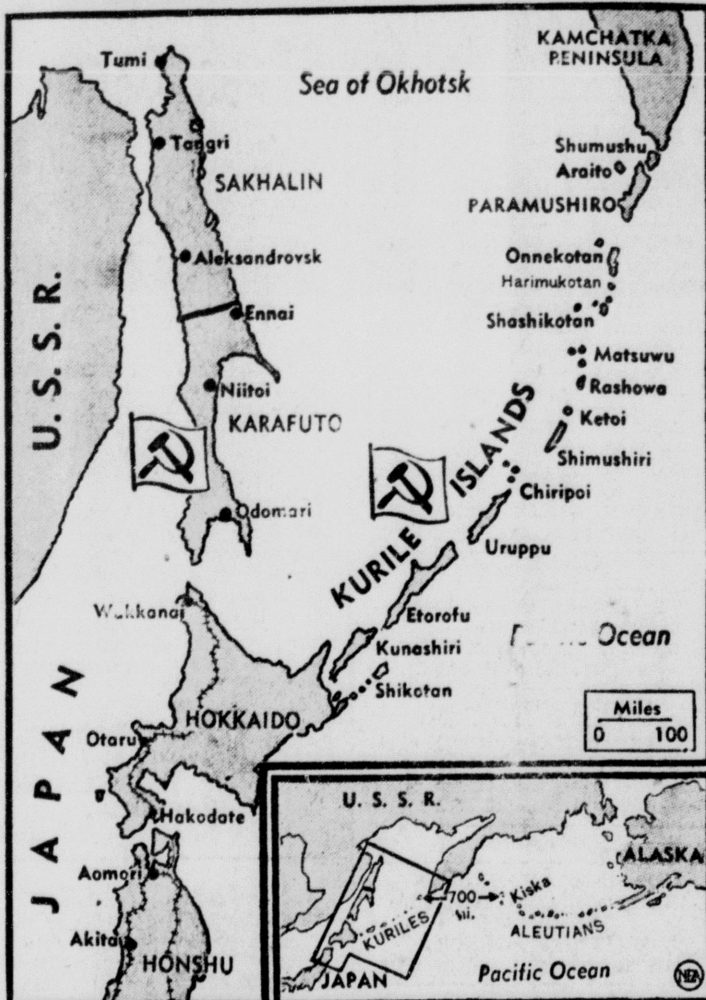 KAMCHATKA
PENINSULA
Tumi
Sea of Okhotsk
Tangri
Shumushu
Araito
SAKHALIN
PARAMUSHIRO
Aleksandrovsk
Onnekotan
Harimukotan
U. S. S. R.
Ennai
Shashikotan
Matsuwu
Niitoi
Rashowa
KARAFUTO
Ketoi
Shimushiri
KURILE ISLANDS
Chiripoi
Odomari
Uruppu
Wakkanai
Etorofu
Ocean
Kunashiri
Shikotan
JAPAN
HOKKAIDO
Miles
0 100
Otaru
Hakodate
Aomori
Akita
HONSHU
U. S. S. R.
ALASKA
700
mi.
Kiska
KURILES
ALEUTIANS
JAPAN
Pacific Ocean
NEA